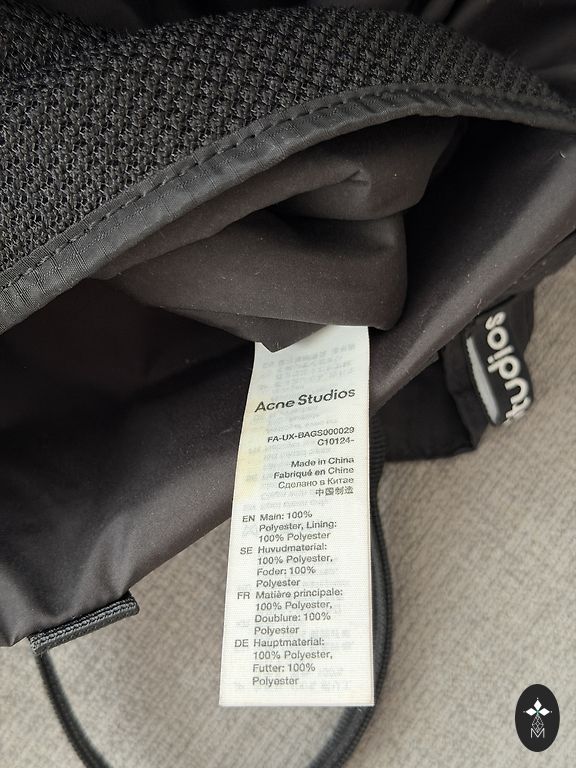 Acne Studios
FA-UX-BAGS000029
C10124-
Made in China
Fabriqué en Chine
Сделано в Китае
中国制造
EN Main: 100%
Polyester, Lining:
100% Polyester
SE Huvudmaterial:
100% Polyester,
Foder: 100%
Polyester
FR Matière principale:
100% Polyester,
Doublure: 100%
Polyester
DE Hauptmaterial:
100% Polyester,
Futter: 100%
Polyester
tudios
M